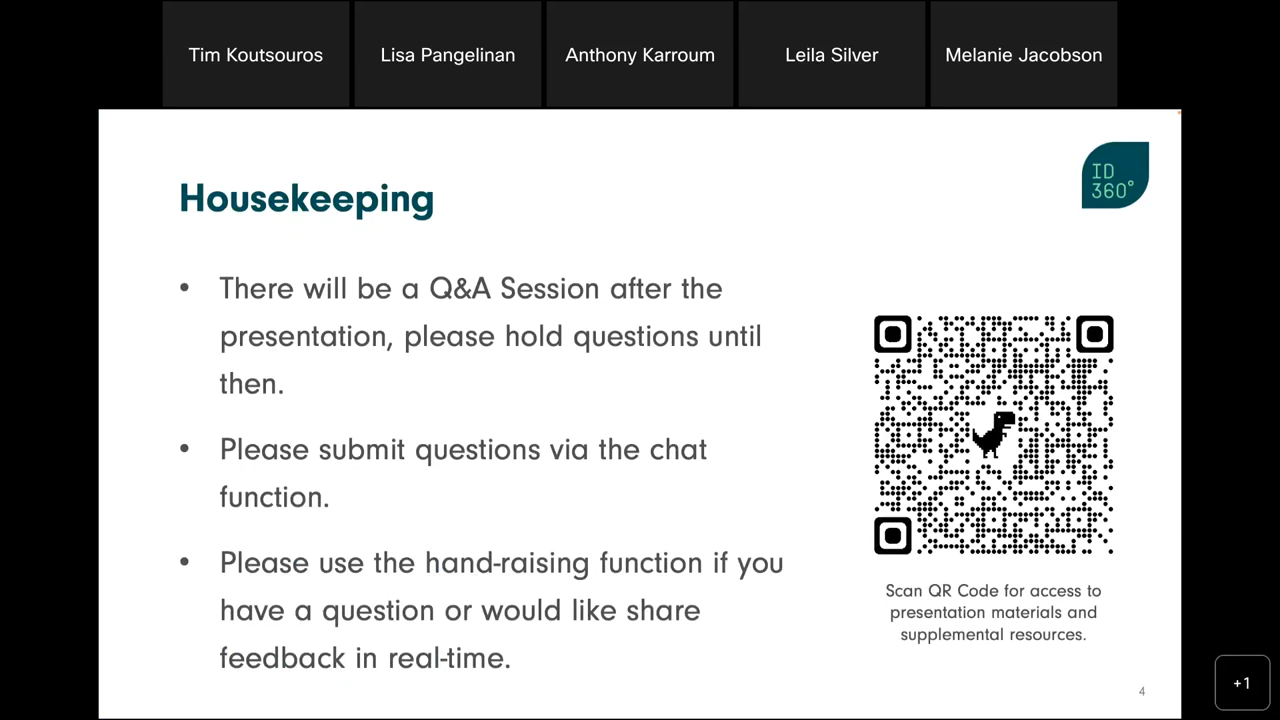 Tim Koutsouros
Lisa Pangelinan
Anthony Karroum
Leila Silver
Melanie Jacobson
ID
360°
Housekeeping
• There will be a Q&A Session after the
presentation, please hold questions until
then.
• Please submit questions via the chat
function.
• Please use the hand-raising function if you
have a question or would like share
feedback in real-time.
Scan QR Code for access to
presentation materials and
supplemental resources.
4
+1